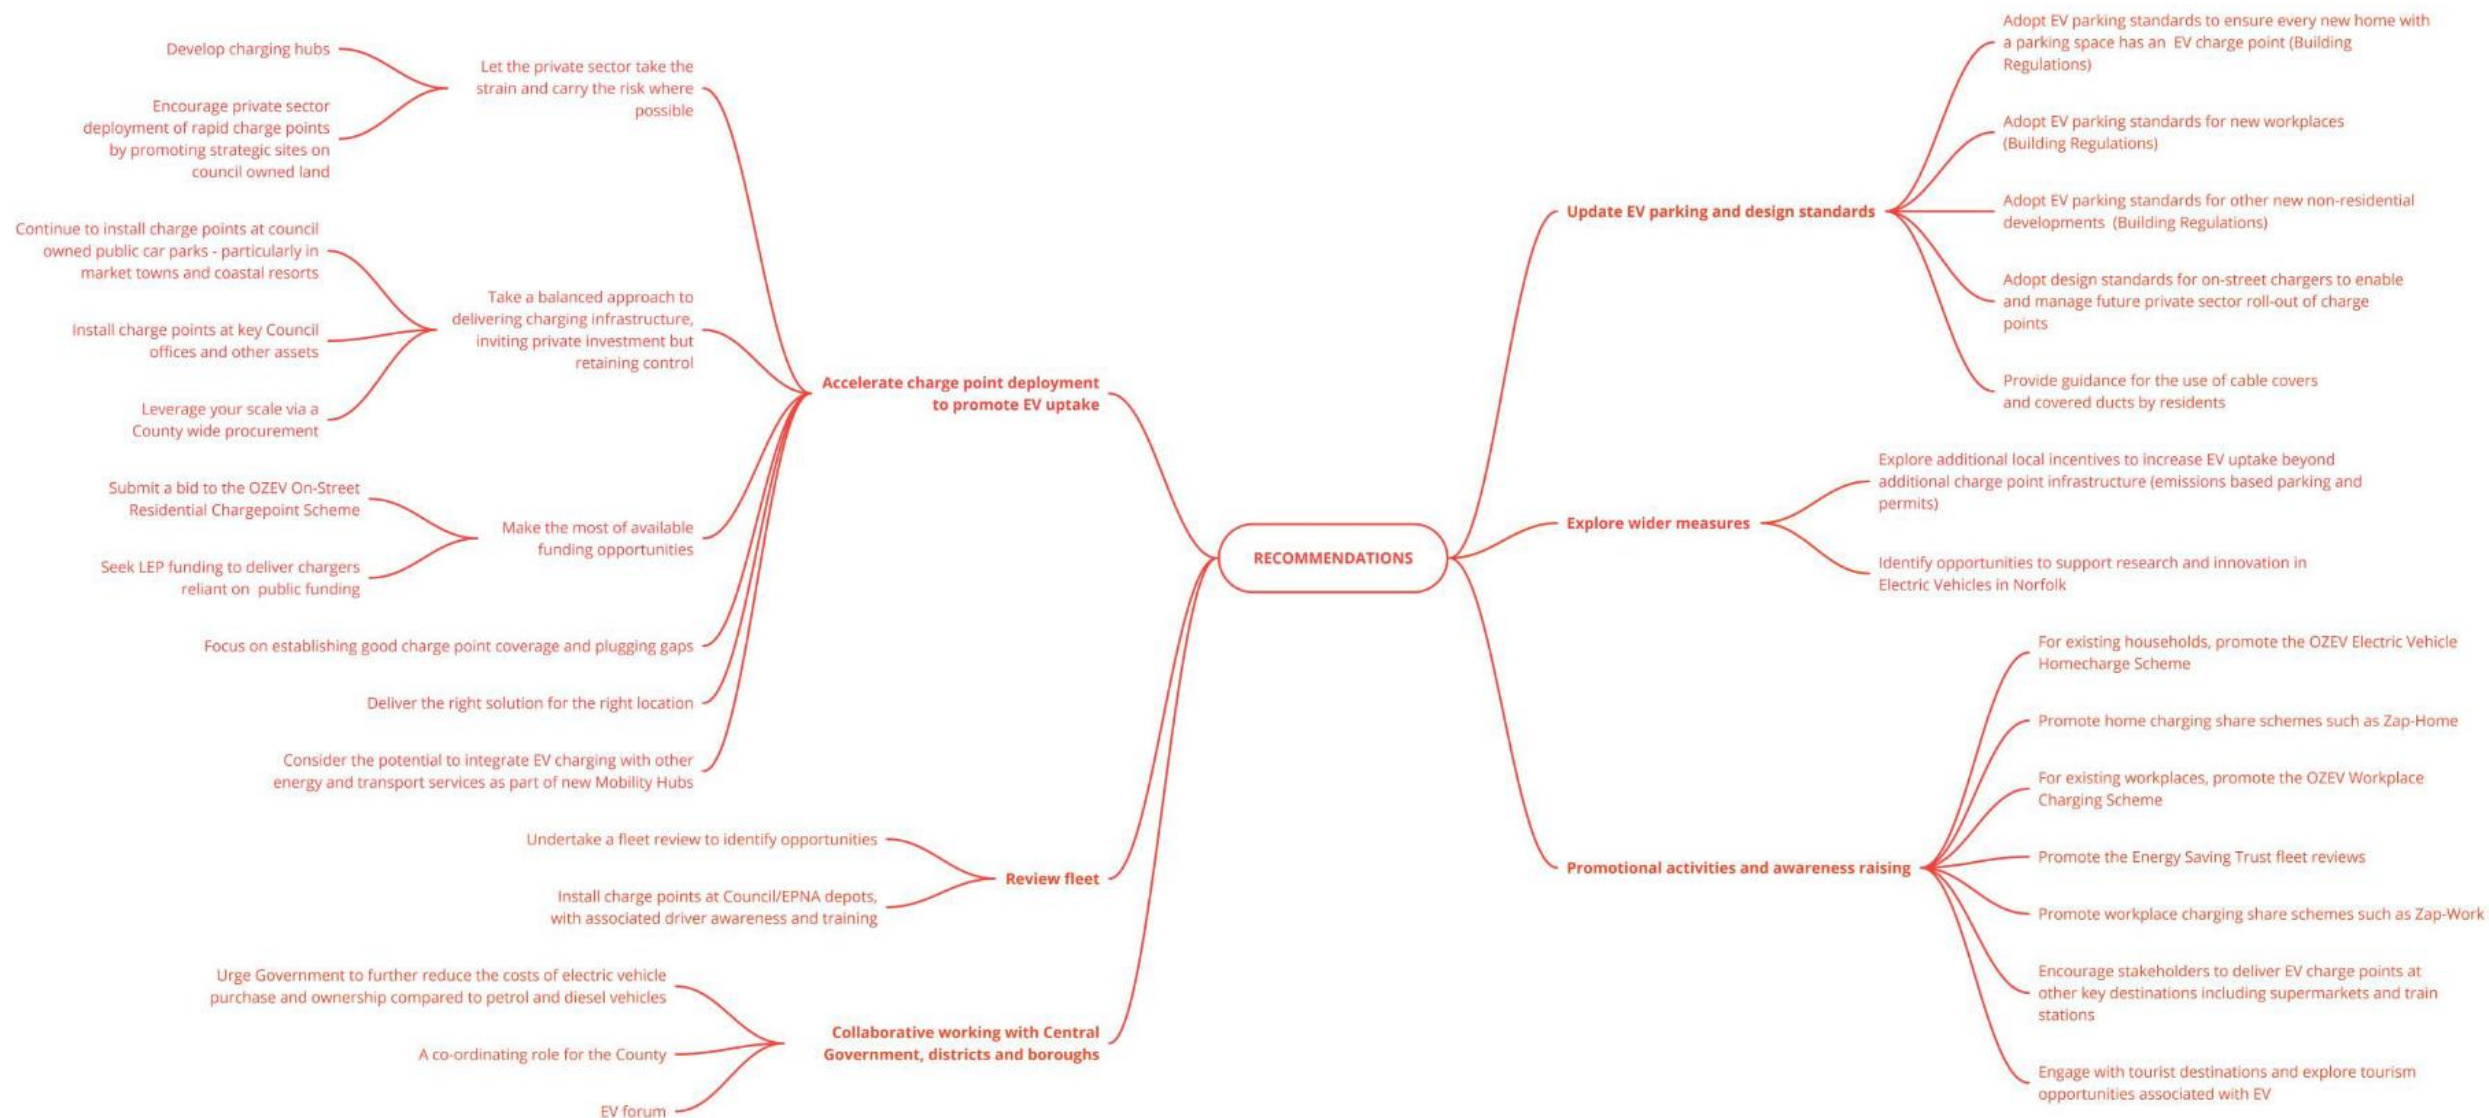 Develop charging hubs
Encourage private sector
deployment of rapid charge points
by promoting strategic sites on
council owned land
Let the private sector take the
strain and carry the risk where
possible
Continue to install charge points at council
owned public car parks - particularly in
market towns and coastal resorts
Install charge points at key Council
offices and other assets
Leverage your scale via a
County wide procurement
Take a balanced approach to
delivering charging infrastructure,
inviting private investment but
retaining control
Submit a bid to the OZEV On-Street
Residential Chargepoint Scheme
Seek LEP funding to deliver chargers
reliant on public funding
Make the most of available
funding opportunities
Focus on establishing good charge point coverage and plugging gaps
Deliver the right solution for the right location
Consider the potential to integrate EV charging with other
energy and transport services as part of new Mobility Hubs
Accelerate charge point deployment
to promote EV uptake
Undertake a fleet review to identify opportunities
Install charge points at Council/EPNA depots,
with associated driver awareness and training
Review fleet
Urge Government to further reduce the costs of electric vehicle
purchase and ownership compared to petrol and diesel vehicles
A co-ordinating role for the County
EV forum
Collaborative working with Central
Government, districts and boroughs
RECOMMENDATIONS
Update EV parking and design standards
Adopt EV parking standards to ensure every new home with
a parking space has an EV charge point (Building
Regulations)
Adopt EV parking standards for new workplaces
(Building Regulations)
Adopt EV parking standards for other new non-residential
developments (Building Regulations)
Adopt design standards for on-street chargers to enable
and manage future private sector roll-out of charge
points
Provide guidance for the use of cable covers
and covered ducts by residents
Explore wider measures
Explore additional local incentives to increase EV uptake beyond
additional charge point infrastructure (emissions based parking and
permits)
Identify opportunities to support research and innovation in
Electric Vehicles in Norfolk
Promotional activities and awareness raising
For existing households, promote the OZEV Electric Vehicle
Homecharge Scheme
Promote home charging share schemes such as Zap-Home
For existing workplaces, promote the OZEV Workplace
Charging Scheme
Promote the Energy Saving Trust fleet reviews
Promote workplace charging share schemes such as Zap-Work
Encourage stakeholders to deliver EV charge points at
other key destinations including supermarkets and train
stations
Engage with tourist destinations and explore tourism
opportunities associated with EV